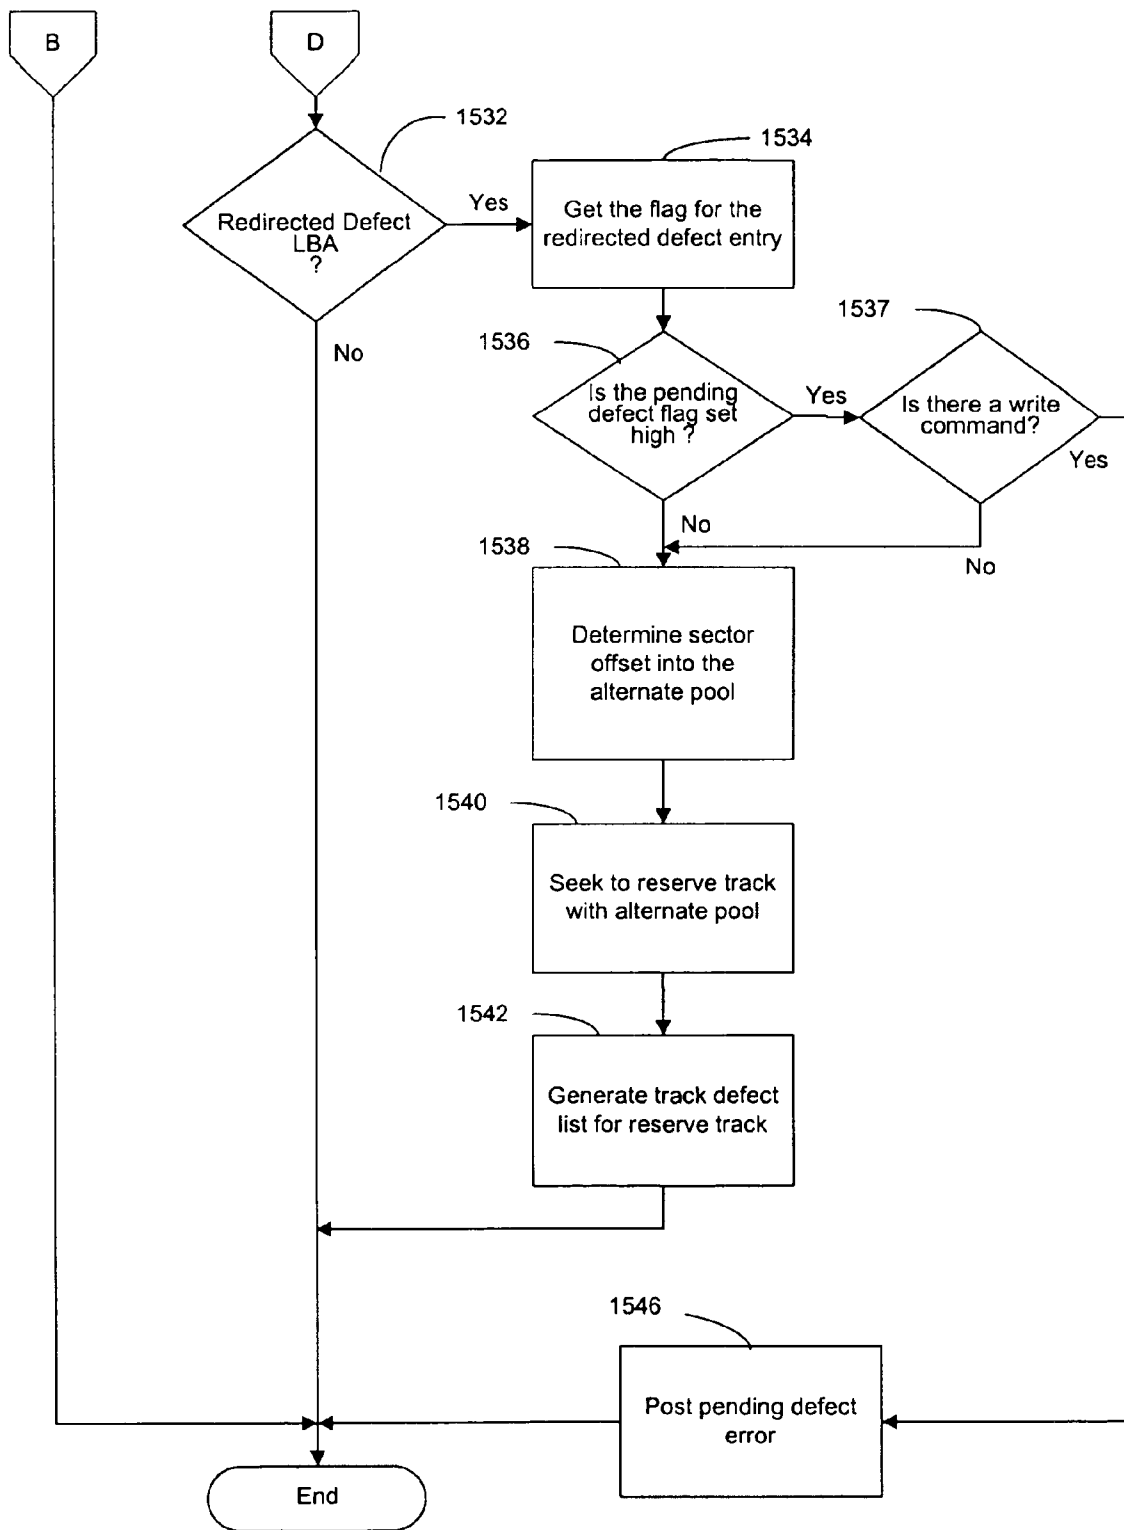 B
D
1532
1534
Redirected Defect
LBA
?
Yes
Get the flag for the
redirected defect entry
No
1536
1537
Is the pending
defect flag set
high ?
Yes
Is there a write
command?
Yes
No
No
1538
Determine sector
offset into the
alternate pool
1540
Seek to reserve track
with alternate pool
1542
Generate track defect
list for reserve track
1546
Post pending defect
error
End